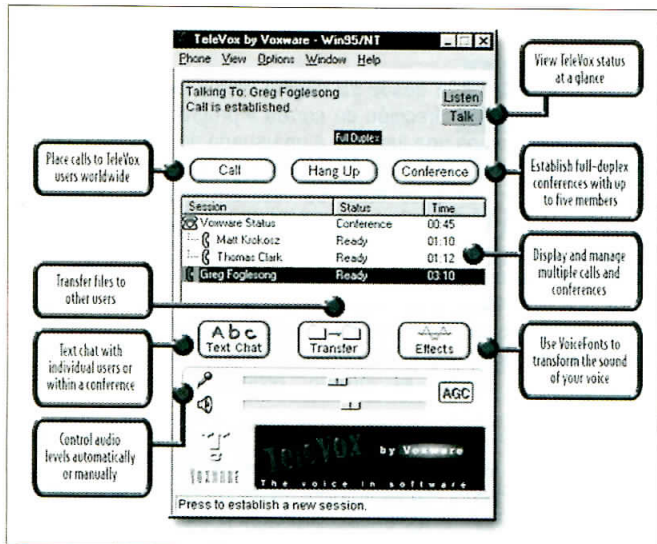 TeleVox by Voxware - Win95/NT
Phone View Options Window Help
Talking To: Greg Foglesong
Call is established
Listen
Talk
Full Duplex
Call
Hang Up
Conference
Session Status Time
Voxware Status Conference 00:45
Matt Krokosz Ready 01:10
Thomas Clark Ready 01:12
Greg Foglesong Ready 03:10
Abc
Text Chat
Transfer
Effects
AGC
VOXWARE
TeleVox by Voxware
The voice in software
Press to establish a new session.
Place calls to TeleVox
users worldwide
Transfer files to
other users
Text chat with
individual users or
within a conference
Control audio
levels automatically
or manually
View TeleVox status
at a glance
Establish full-duplex
conferences with up
to five members
Display and manage
multiple calls and
conferences
Use VoiceFonts to
transform the sound
of your voice